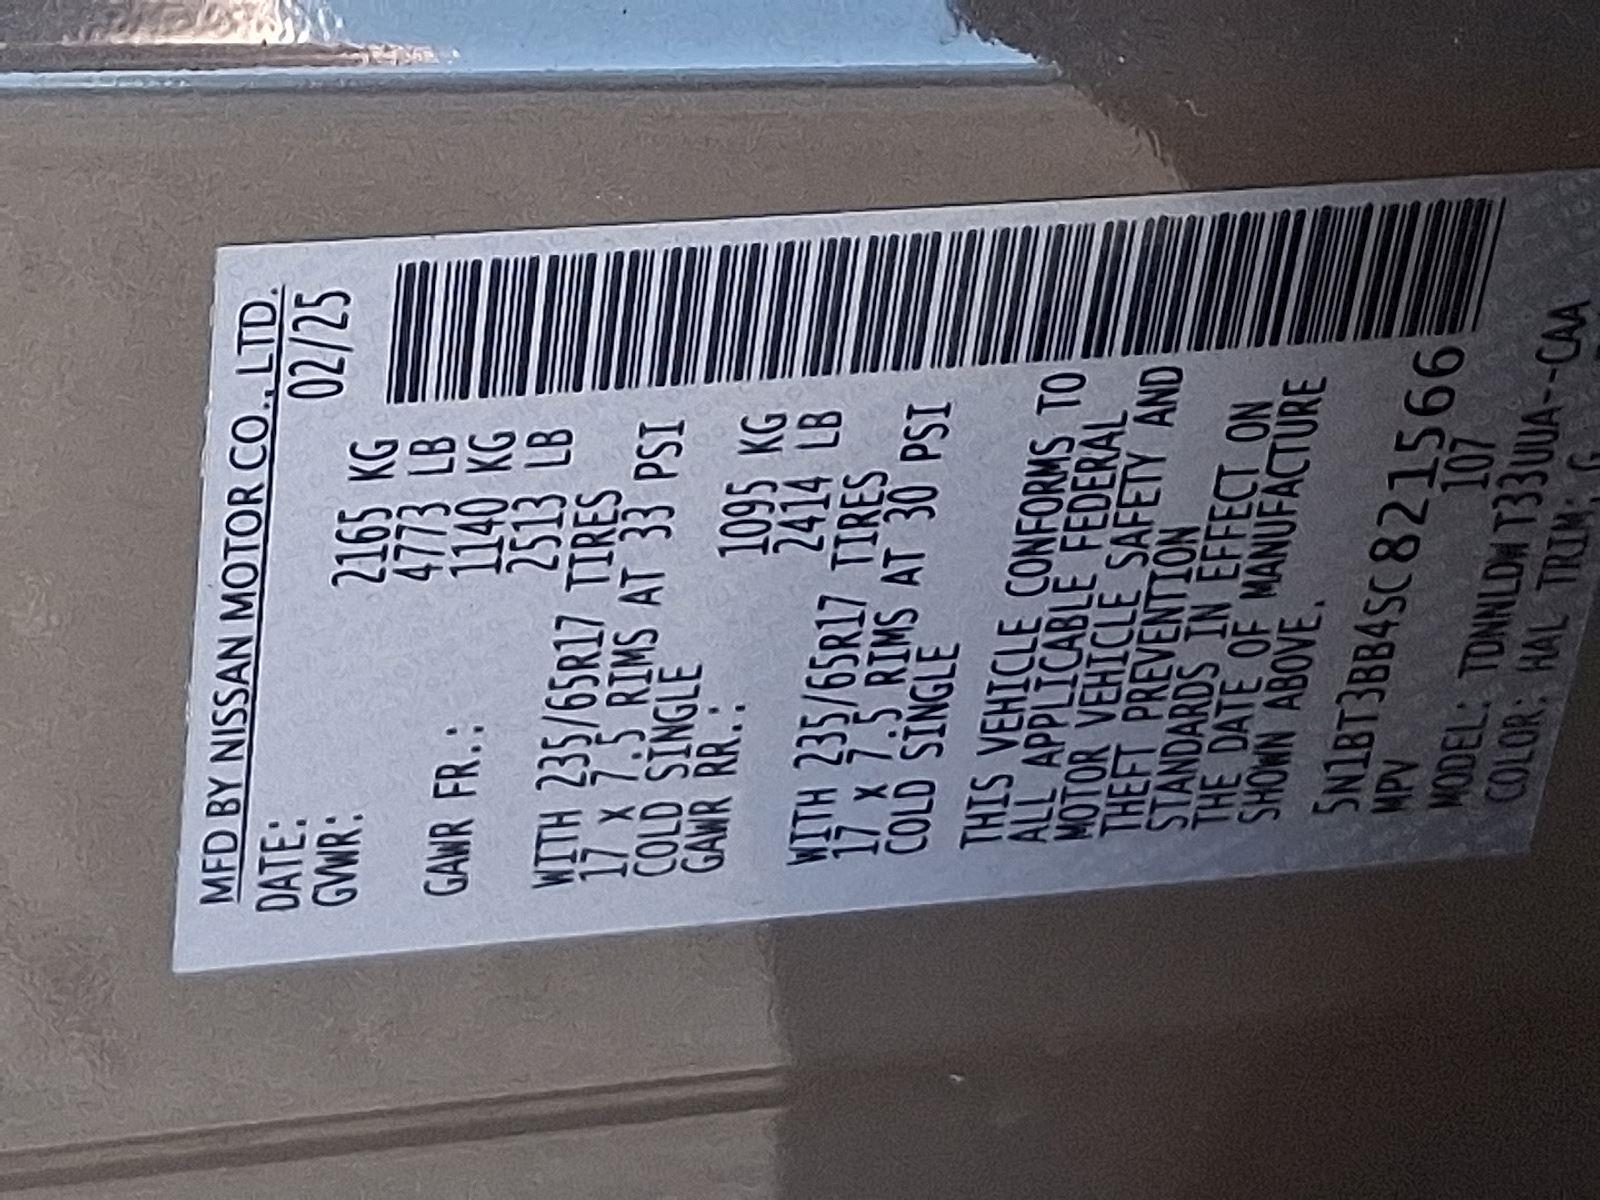 MFD BY NISSAN MOTOR CO., LTD.
DATE: 02/25
GVWR: 2165 KG
4773 LB
GAWR FR.: 1140 KG
2513 LB
WITH 235/65R17 TIRES
17 X 7.5 RIMS AT 33 PSI
COLD SINGLE
GAWR RR.: 1095 KG
2414 LB
WITH 235/65R17 TIRES
17 X 7.5 RIMS AT 30 PSI
COLD SINGLE
THIS VEHICLE CONFORMS TO
ALL APPLICABLE FEDERAL
MOTOR VEHICLE SAFETY AND
THEFT PREVENTION
STANDARDS IN EFFECT ON
THE DATE OF MANUFACTURE
SHOWN ABOVE.
5N1BT3BB4SC821566
MPV 107
MODEL: TDNNLDW T33UUA--CAA
COLOR: HAL TRIM: G